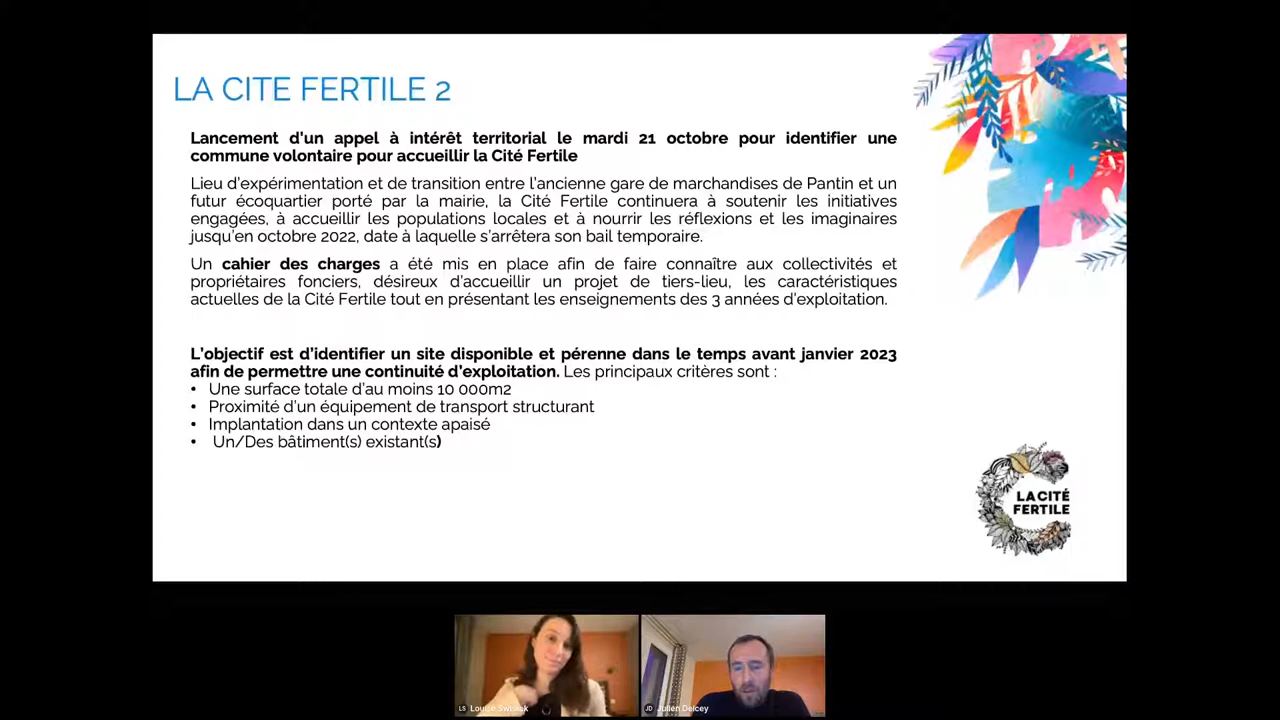 LA CITE FERTILE 2
Lancement d'un appel à intérêt territorial le mardi 21 octobre pour identifier une
commune volontaire pour accueillir la Cité Fertile
Lieu d'expérimentation et de transition entre l'ancienne gare de marchandises de Pantin et un
futur écoquartier porté par la mairie, la Cité Fertile continuera à soutenir les initiatives
engagées, à accueillir les populations locales et à nourrir les réflexions et les imaginaires
jusqu'en octobre 2022, date à laquelle s'arrêtera son bail temporaire.
Un cahier des charges a été mis en place afin de faire connaître aux collectivités et
propriétaires fonciers, désireux d'accueillir un projet de tiers-lieu, les caractéristiques
actuelles de la Cité Fertile tout en présentant les enseignements des 3 années d'exploitation.
L'objectif est d'identifier un site disponible et pérenne dans le temps avant janvier 2023
afin de permettre une continuité d'exploitation. Les principaux critères sont :
• Une surface totale d'au moins 10 000m2
• Proximité d'un équipement de transport structurant
• Implantation dans un contexte apaisé
• Un/Des bâtiment(s) existant(s)
LA CITÉ
FERTILE
LS Louise
JD Julien Delcey